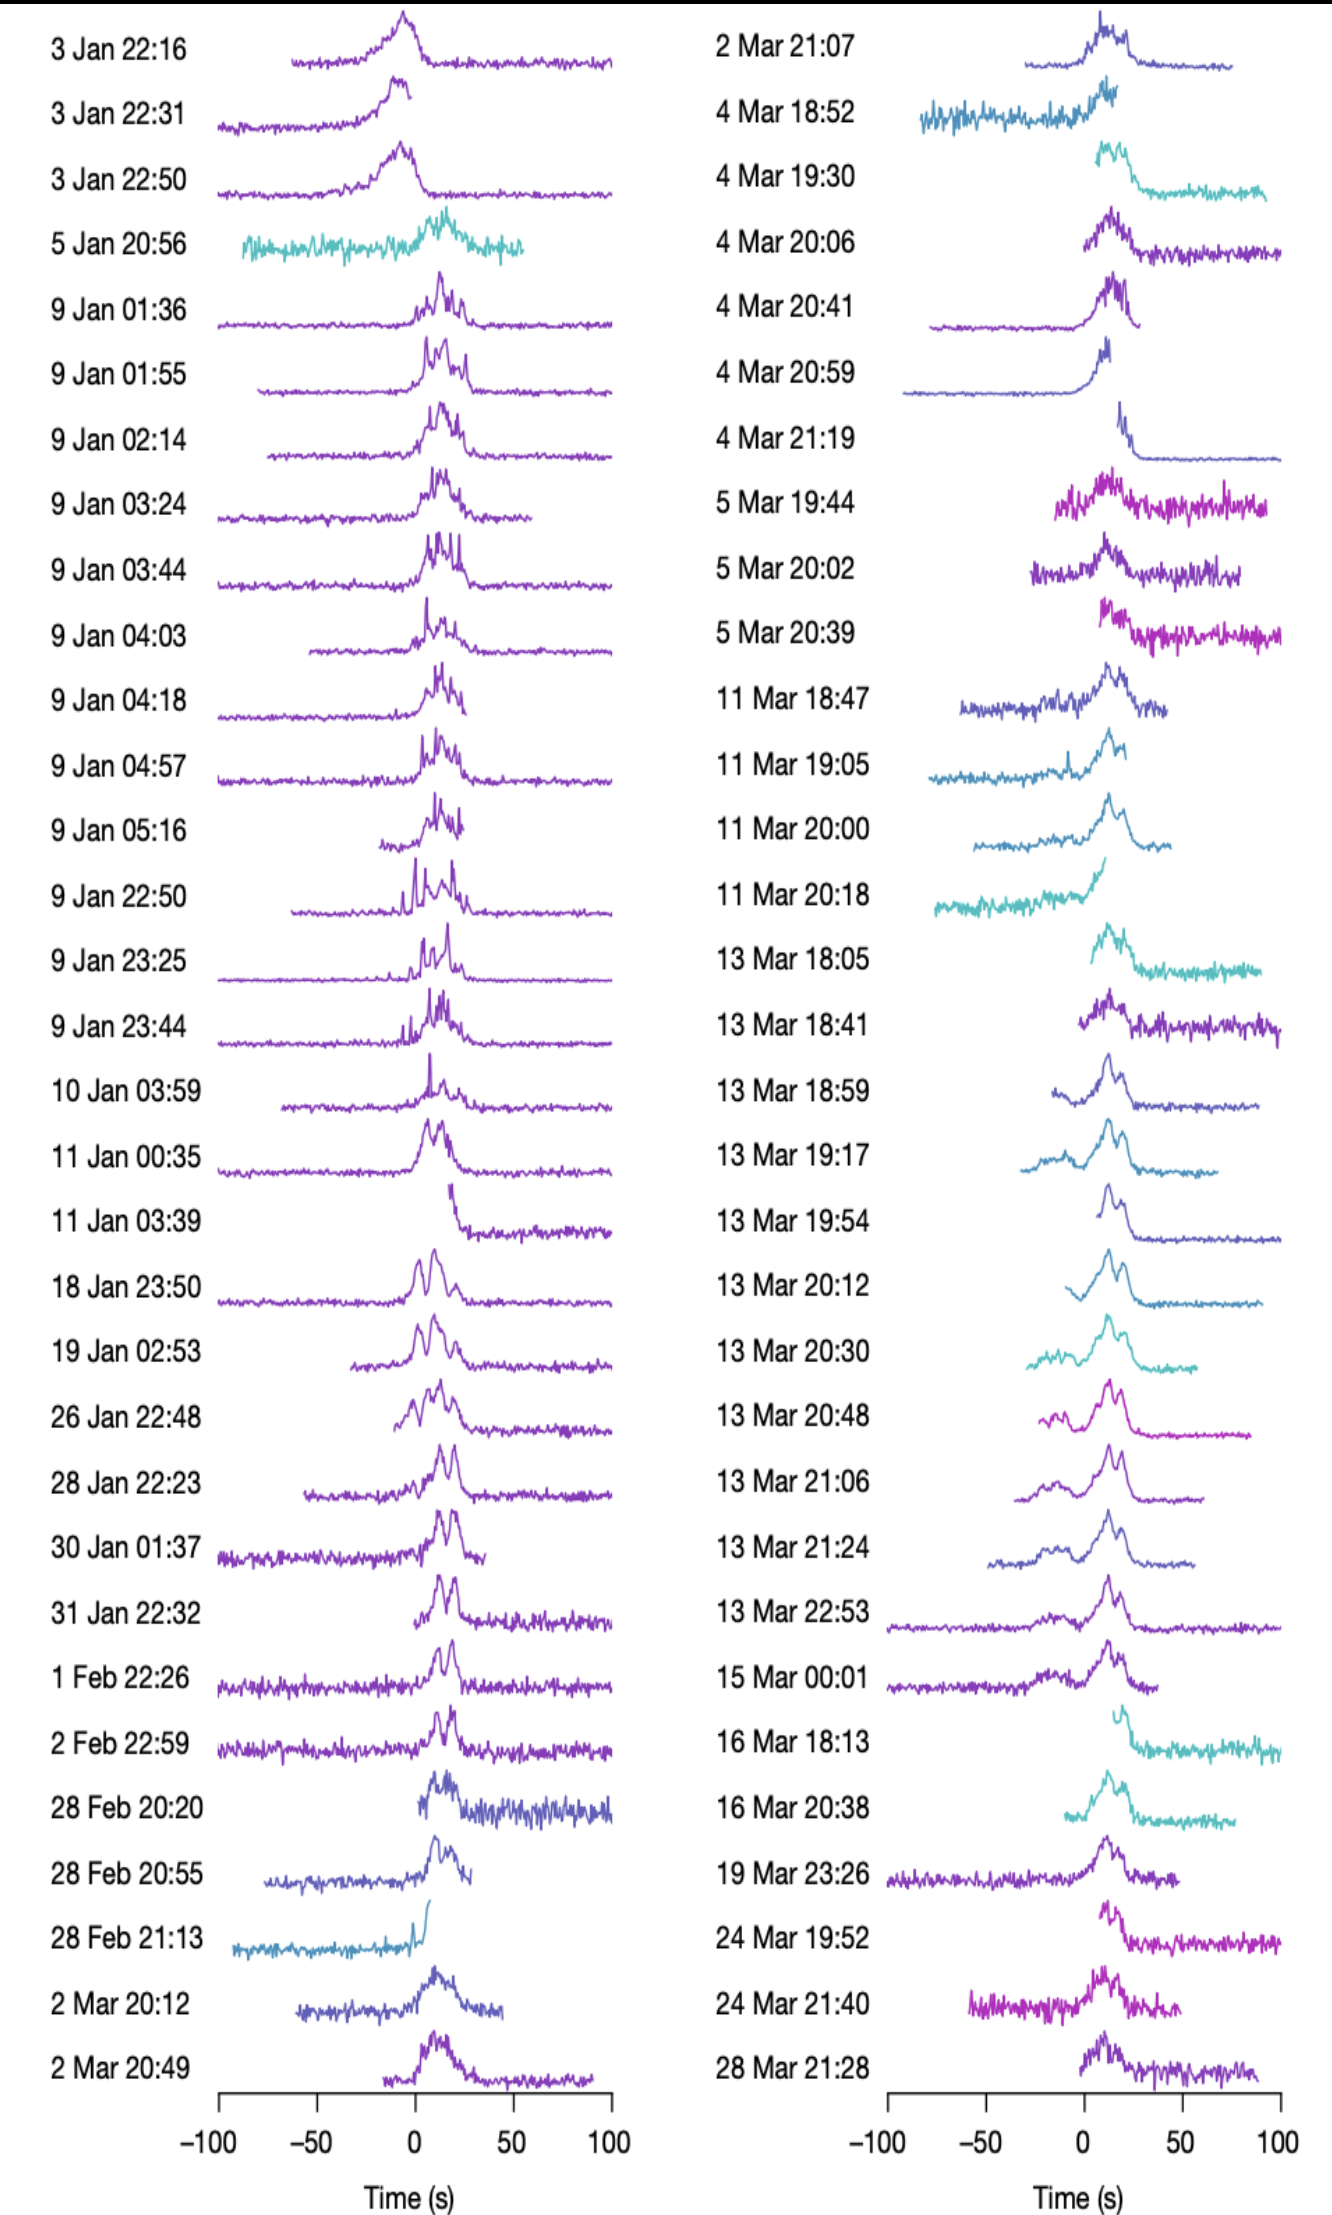 3 Jan 22:16
3 Jan 22:31
3 Jan 22:50
5 Jan 20:56
9 Jan 01:36
9 Jan 01:55
9 Jan 02:14
9 Jan 03:24
9 Jan 03:44
9 Jan 04:03
9 Jan 04:18
9 Jan 04:57
9 Jan 05:16
9 Jan 22:50
9 Jan 23:25
9 Jan 23:44
10 Jan 03:59
11 Jan 00:35
11 Jan 03:39
18 Jan 23:50
19 Jan 02:53
26 Jan 22:48
28 Jan 22:23
30 Jan 01:37
31 Jan 22:32
1 Feb 22:26
2 Feb 22:59
28 Feb 20:20
28 Feb 20:55
28 Feb 21:13
2 Mar 20:12
2 Mar 20:49
−100 −50 0 50 100
Time (s)
2 Mar 21:07
4 Mar 18:52
4 Mar 19:30
4 Mar 20:06
4 Mar 20:41
4 Mar 20:59
4 Mar 21:19
5 Mar 19:44
5 Mar 20:02
5 Mar 20:39
11 Mar 18:47
11 Mar 19:05
11 Mar 20:00
11 Mar 20:18
13 Mar 18:05
13 Mar 18:41
13 Mar 18:59
13 Mar 19:17
13 Mar 19:54
13 Mar 20:12
13 Mar 20:30
13 Mar 20:48
13 Mar 21:06
13 Mar 21:24
13 Mar 22:53
15 Mar 00:01
16 Mar 18:13
16 Mar 20:38
19 Mar 23:26
24 Mar 19:52
24 Mar 21:40
28 Mar 21:28
−100 −50 0 50 100
Time (s)